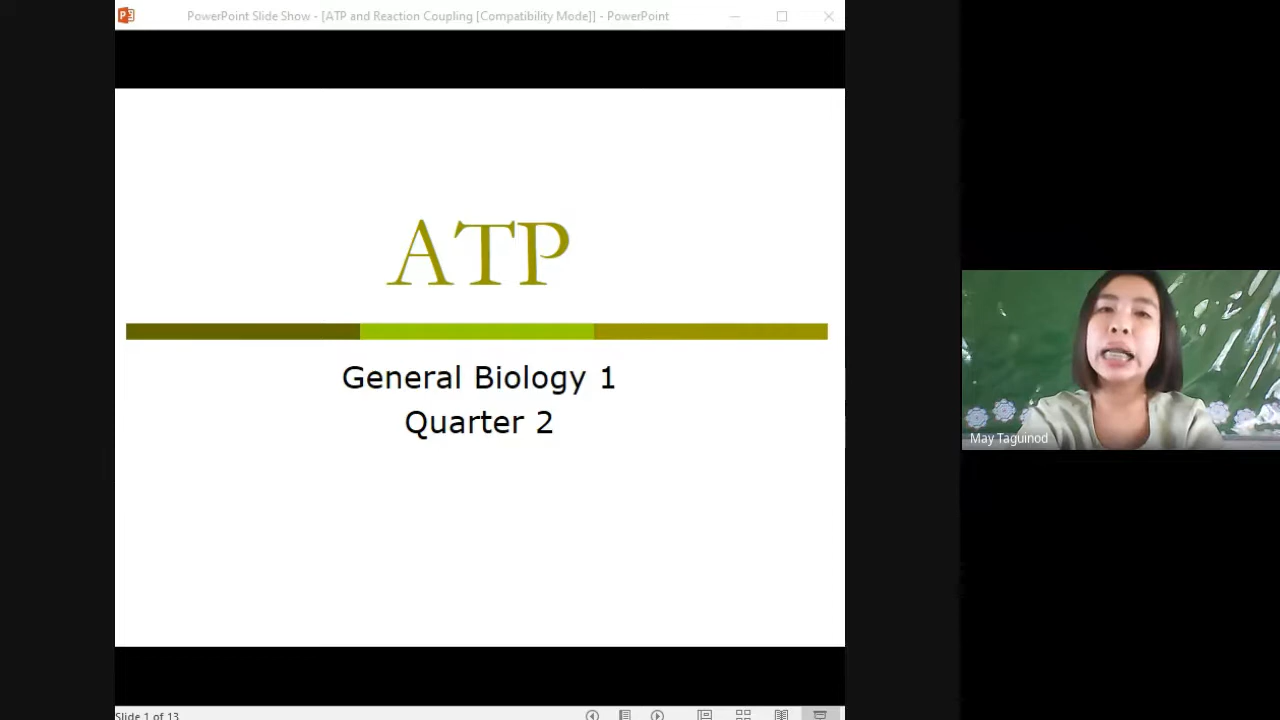 PowerPoint Slide Show - [ATP and Reaction Coupling [Compatibility Mode]] - PowerPoint
ATP
General Biology 1
Quarter 2
May Taguinod
Slide 1 of 13